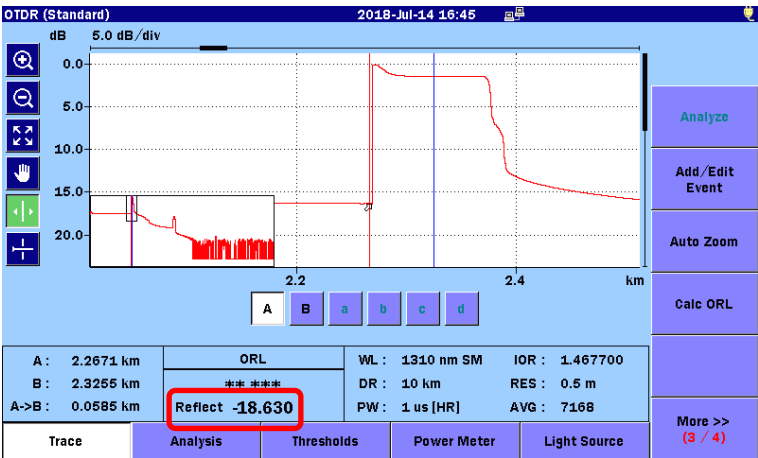 OTDR (Standard) 2018-Jul-14 16:45
dB 5.0 dB/div
0.0
5.0
10.0
15.0
20.0
2.2 2.4 km
A B a b c d
Analyze
Add/Edit
Event
Auto Zoom
Calc ORL
More >>
(3 / 4)
A : 2.2671 km
B : 2.3255 km
A->B : 0.0585 km
ORL
** ***
Reflect -18.630
WL : 1310 nm SM IOR : 1.467700
DR : 10 km RES : 0.5 m
PW : 1 us [HR] AVG : 7168
Trace Analysis Thresholds Power Meter Light Source